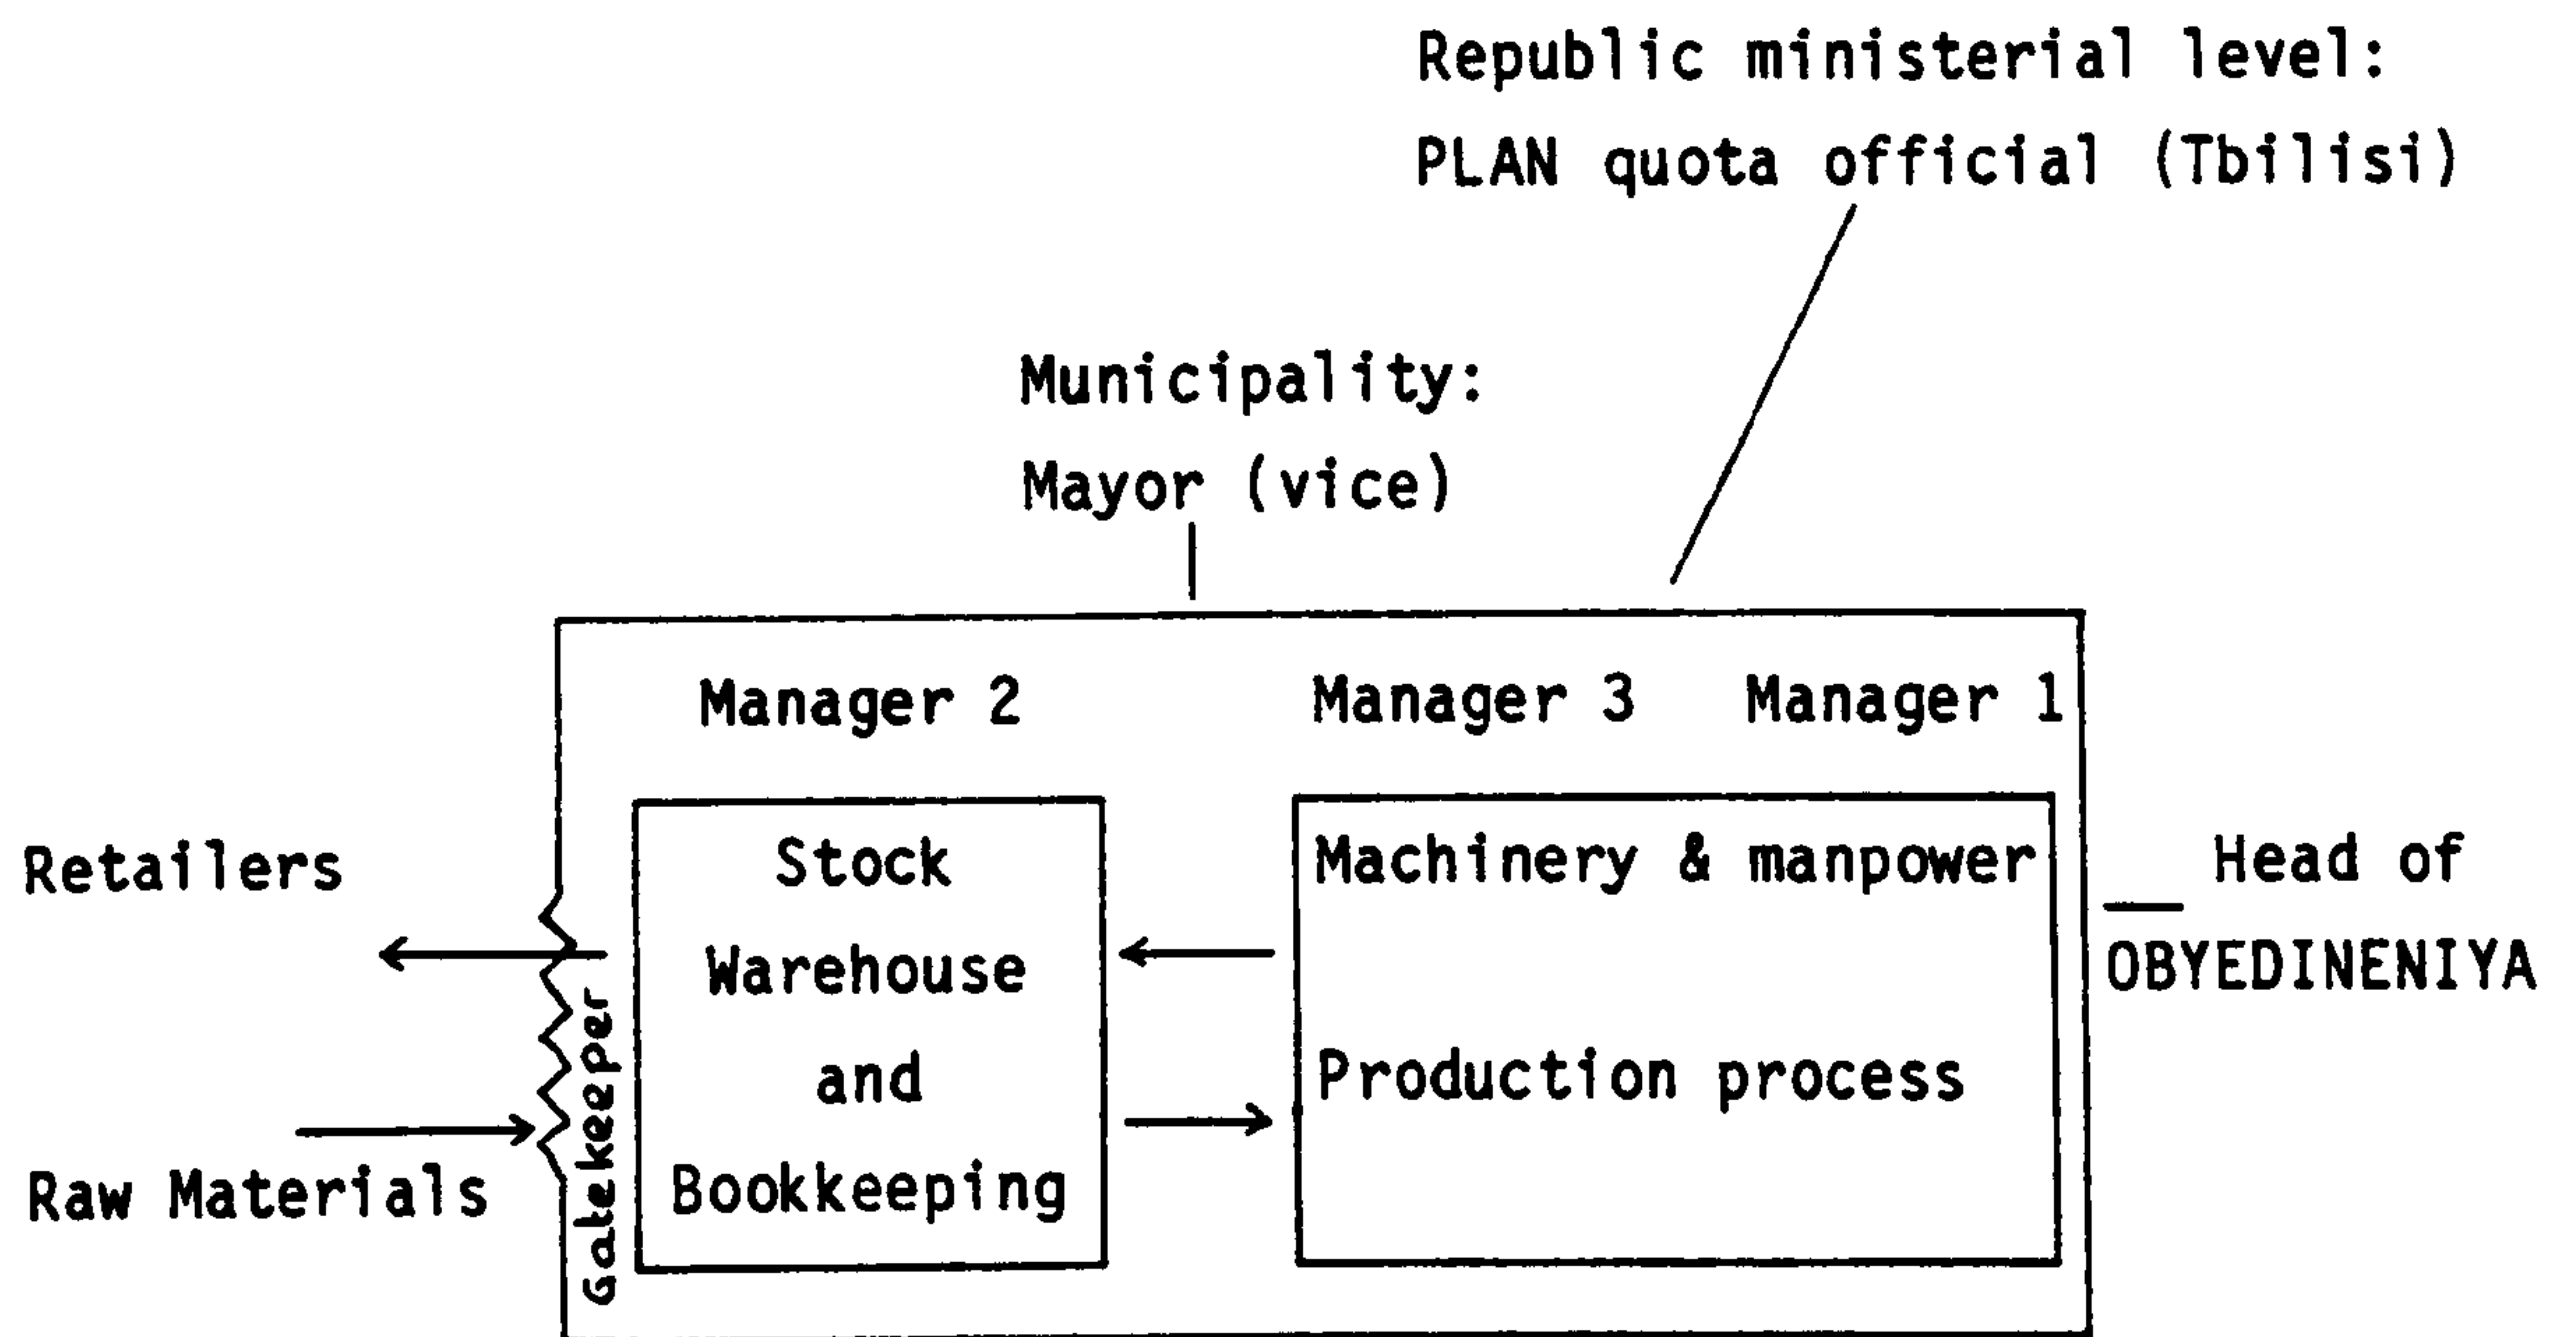 Republic ministerial level:
PLAN quota official (Tbilisi)
Municipality:
Mayor (vice)
Manager 2
Manager 3
Manager 1
Retailers
Raw Materials
Gatekeeper
Stock
Warehouse
and
Bookkeeping
Machinery & manpower
Production process
Head of
OBYEDINENIYA